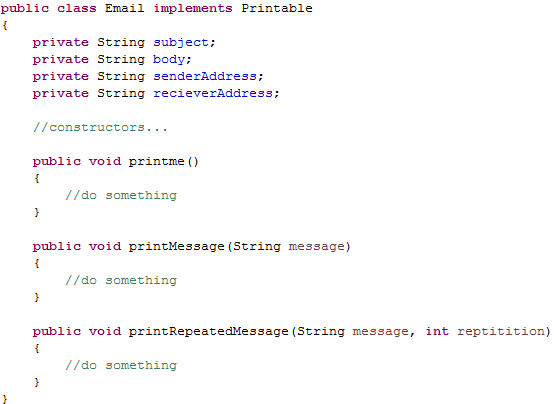 public class Email implements Printable
{
    private String subject;
    private String body;
    private String senderAddress;
    private String recieverAddress;

    //constructors...

    public void printme()
    {
        //do something
    }

    public void printMessage(String message)
    {
        //do something
    }

    public void printRepeatedMessage(String message, int reptitition)
    {
        //do something
    }
}